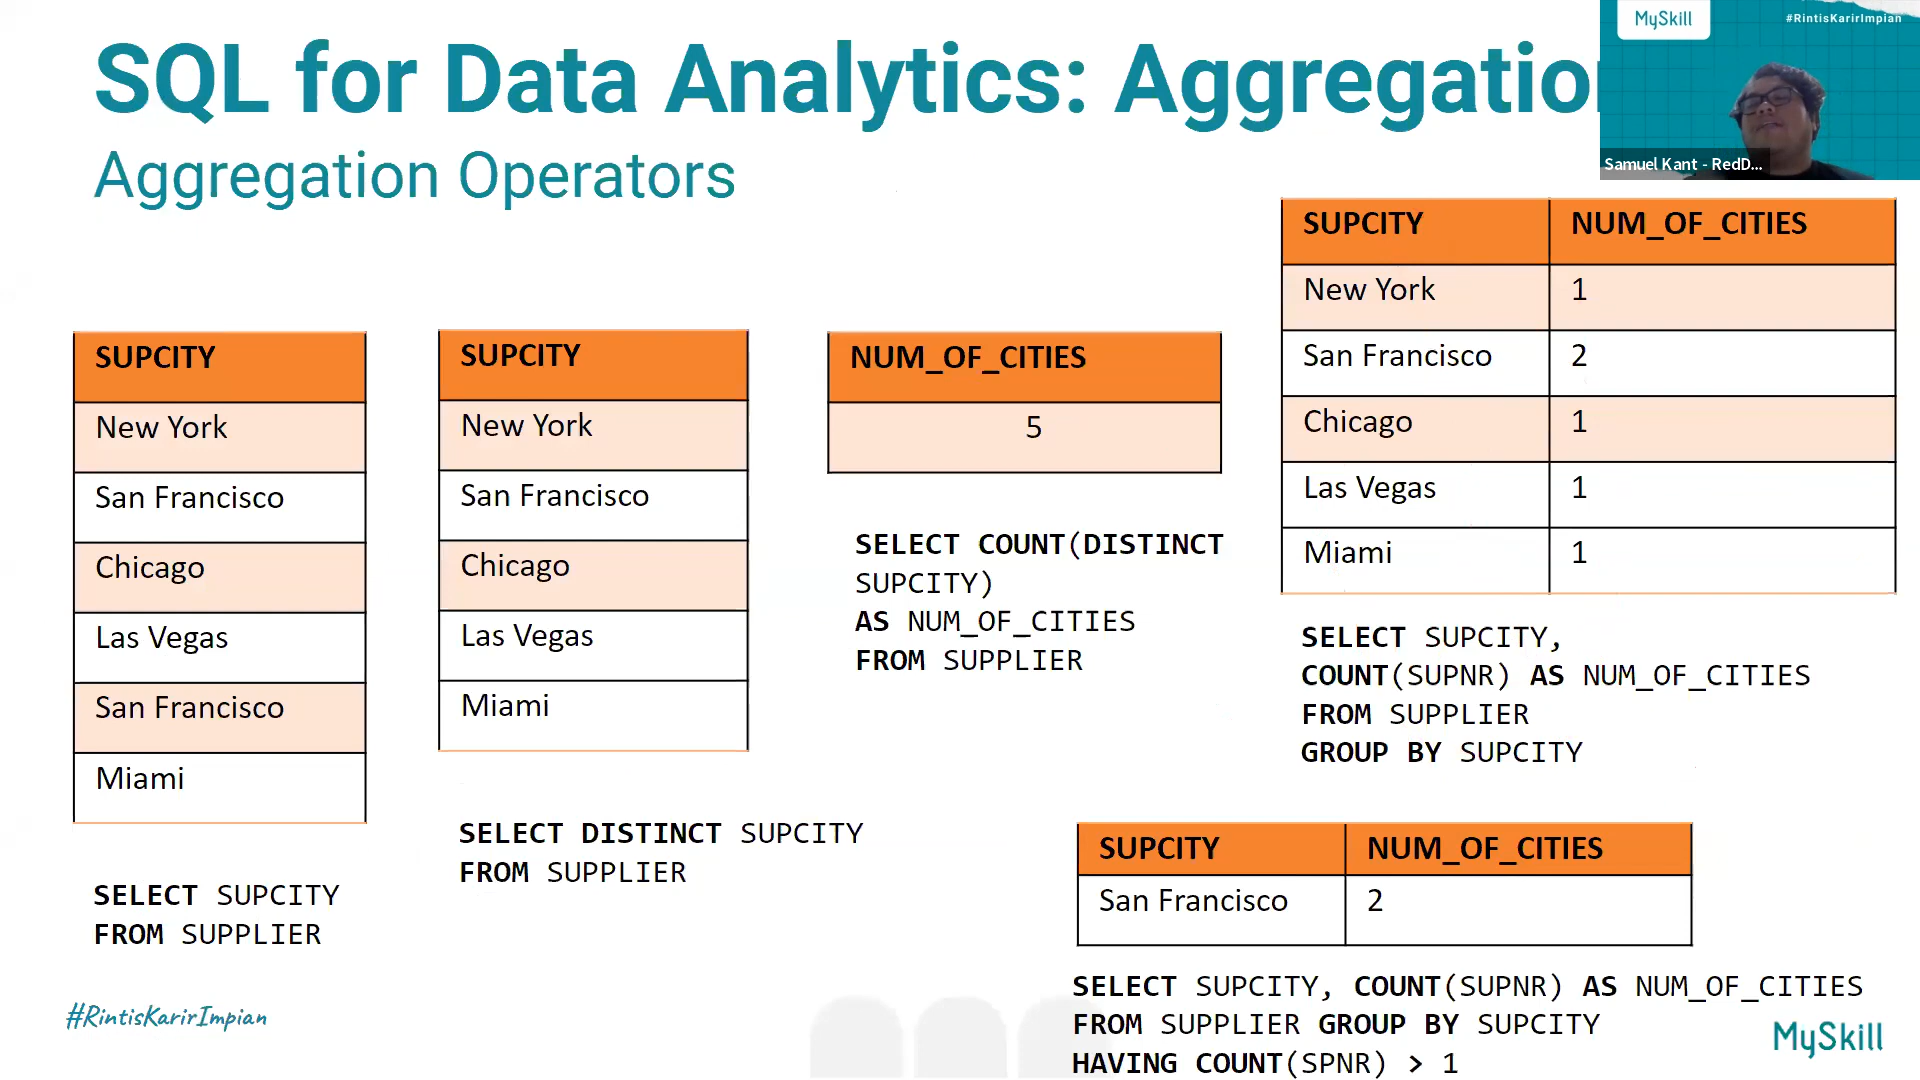 SQL for Data Analytics: Aggregation
Aggregation Operators
MySkill
#RintisKarirImpian
Samuel Kant - RedD...
SUPCITY
New York
San Francisco
Chicago
Las Vegas
San Francisco
Miami
SELECT SUPCITY
FROM SUPPLIER
SUPCITY
New York
San Francisco
Chicago
Las Vegas
Miami
SELECT DISTINCT SUPCITY
FROM SUPPLIER
NUM_OF_CITIES
5
SELECT COUNT(DISTINCT
SUPCITY)
AS NUM_OF_CITIES
FROM SUPPLIER
SUPCITY NUM_OF_CITIES
New York 1
San Francisco 2
Chicago 1
Las Vegas 1
Miami 1
SELECT SUPCITY,
COUNT(SUPNR) AS NUM_OF_CITIES
FROM SUPPLIER
GROUP BY SUPCITY
SUPCITY NUM_OF_CITIES
San Francisco 2
SELECT SUPCITY, COUNT(SUPNR) AS NUM_OF_CITIES
FROM SUPPLIER GROUP BY SUPCITY
HAVING COUNT(SPNR) > 1
#RintisKarirImpian
MySkill